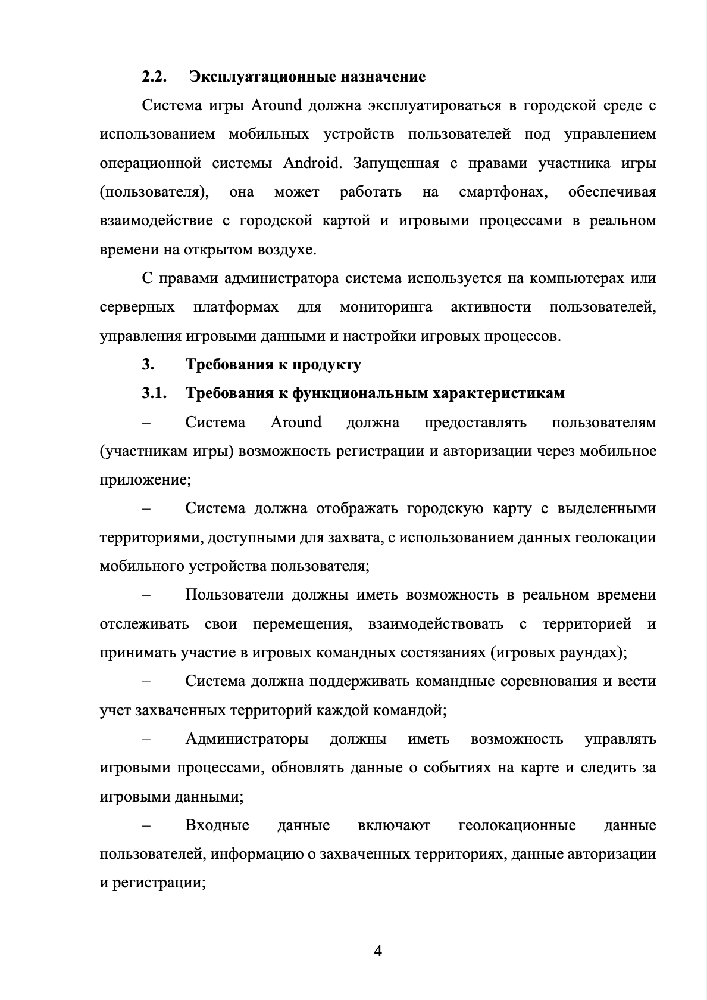 2.2. Эксплуатационные назначение
Система игры Around должна эксплуатироваться в городской среде с
использованием мобильных устройств пользователей под управлением
операционной системы Android. Запущенная с правами участника игры
(пользователя), она может работать на смартфонах, обеспечивая
взаимодействие с городской картой и игровыми процессами в реальном
времени на открытом воздухе.
С правами администратора система используется на компьютерах или
серверных платформах для мониторинга активности пользователей,
управления игровыми данными и настройки игровых процессов.
3. Требования к продукту
3.1. Требования к функциональным характеристикам
– Система Around должна предоставлять пользователям
(участникам игры) возможность регистрации и авторизации через мобильное
приложение;
– Система должна отображать городскую карту с выделенными
территориями, доступными для захвата, с использованием данных геолокации
мобильного устройства пользователя;
– Пользователи должны иметь возможность в реальном времени
отслеживать свои перемещения, взаимодействовать с территорией и
принимать участие в игровых командных состязаниях (игровых раундах);
– Система должна поддерживать командные соревнования и вести
учет захваченных территорий каждой командой;
– Администраторы должны иметь возможность управлять
игровыми процессами, обновлять данные о событиях на карте и следить за
игровыми данными;
– Входные данные включают геолокационные данные
пользователей, информацию о захваченных территориях, данные авторизации
и регистрации;
4